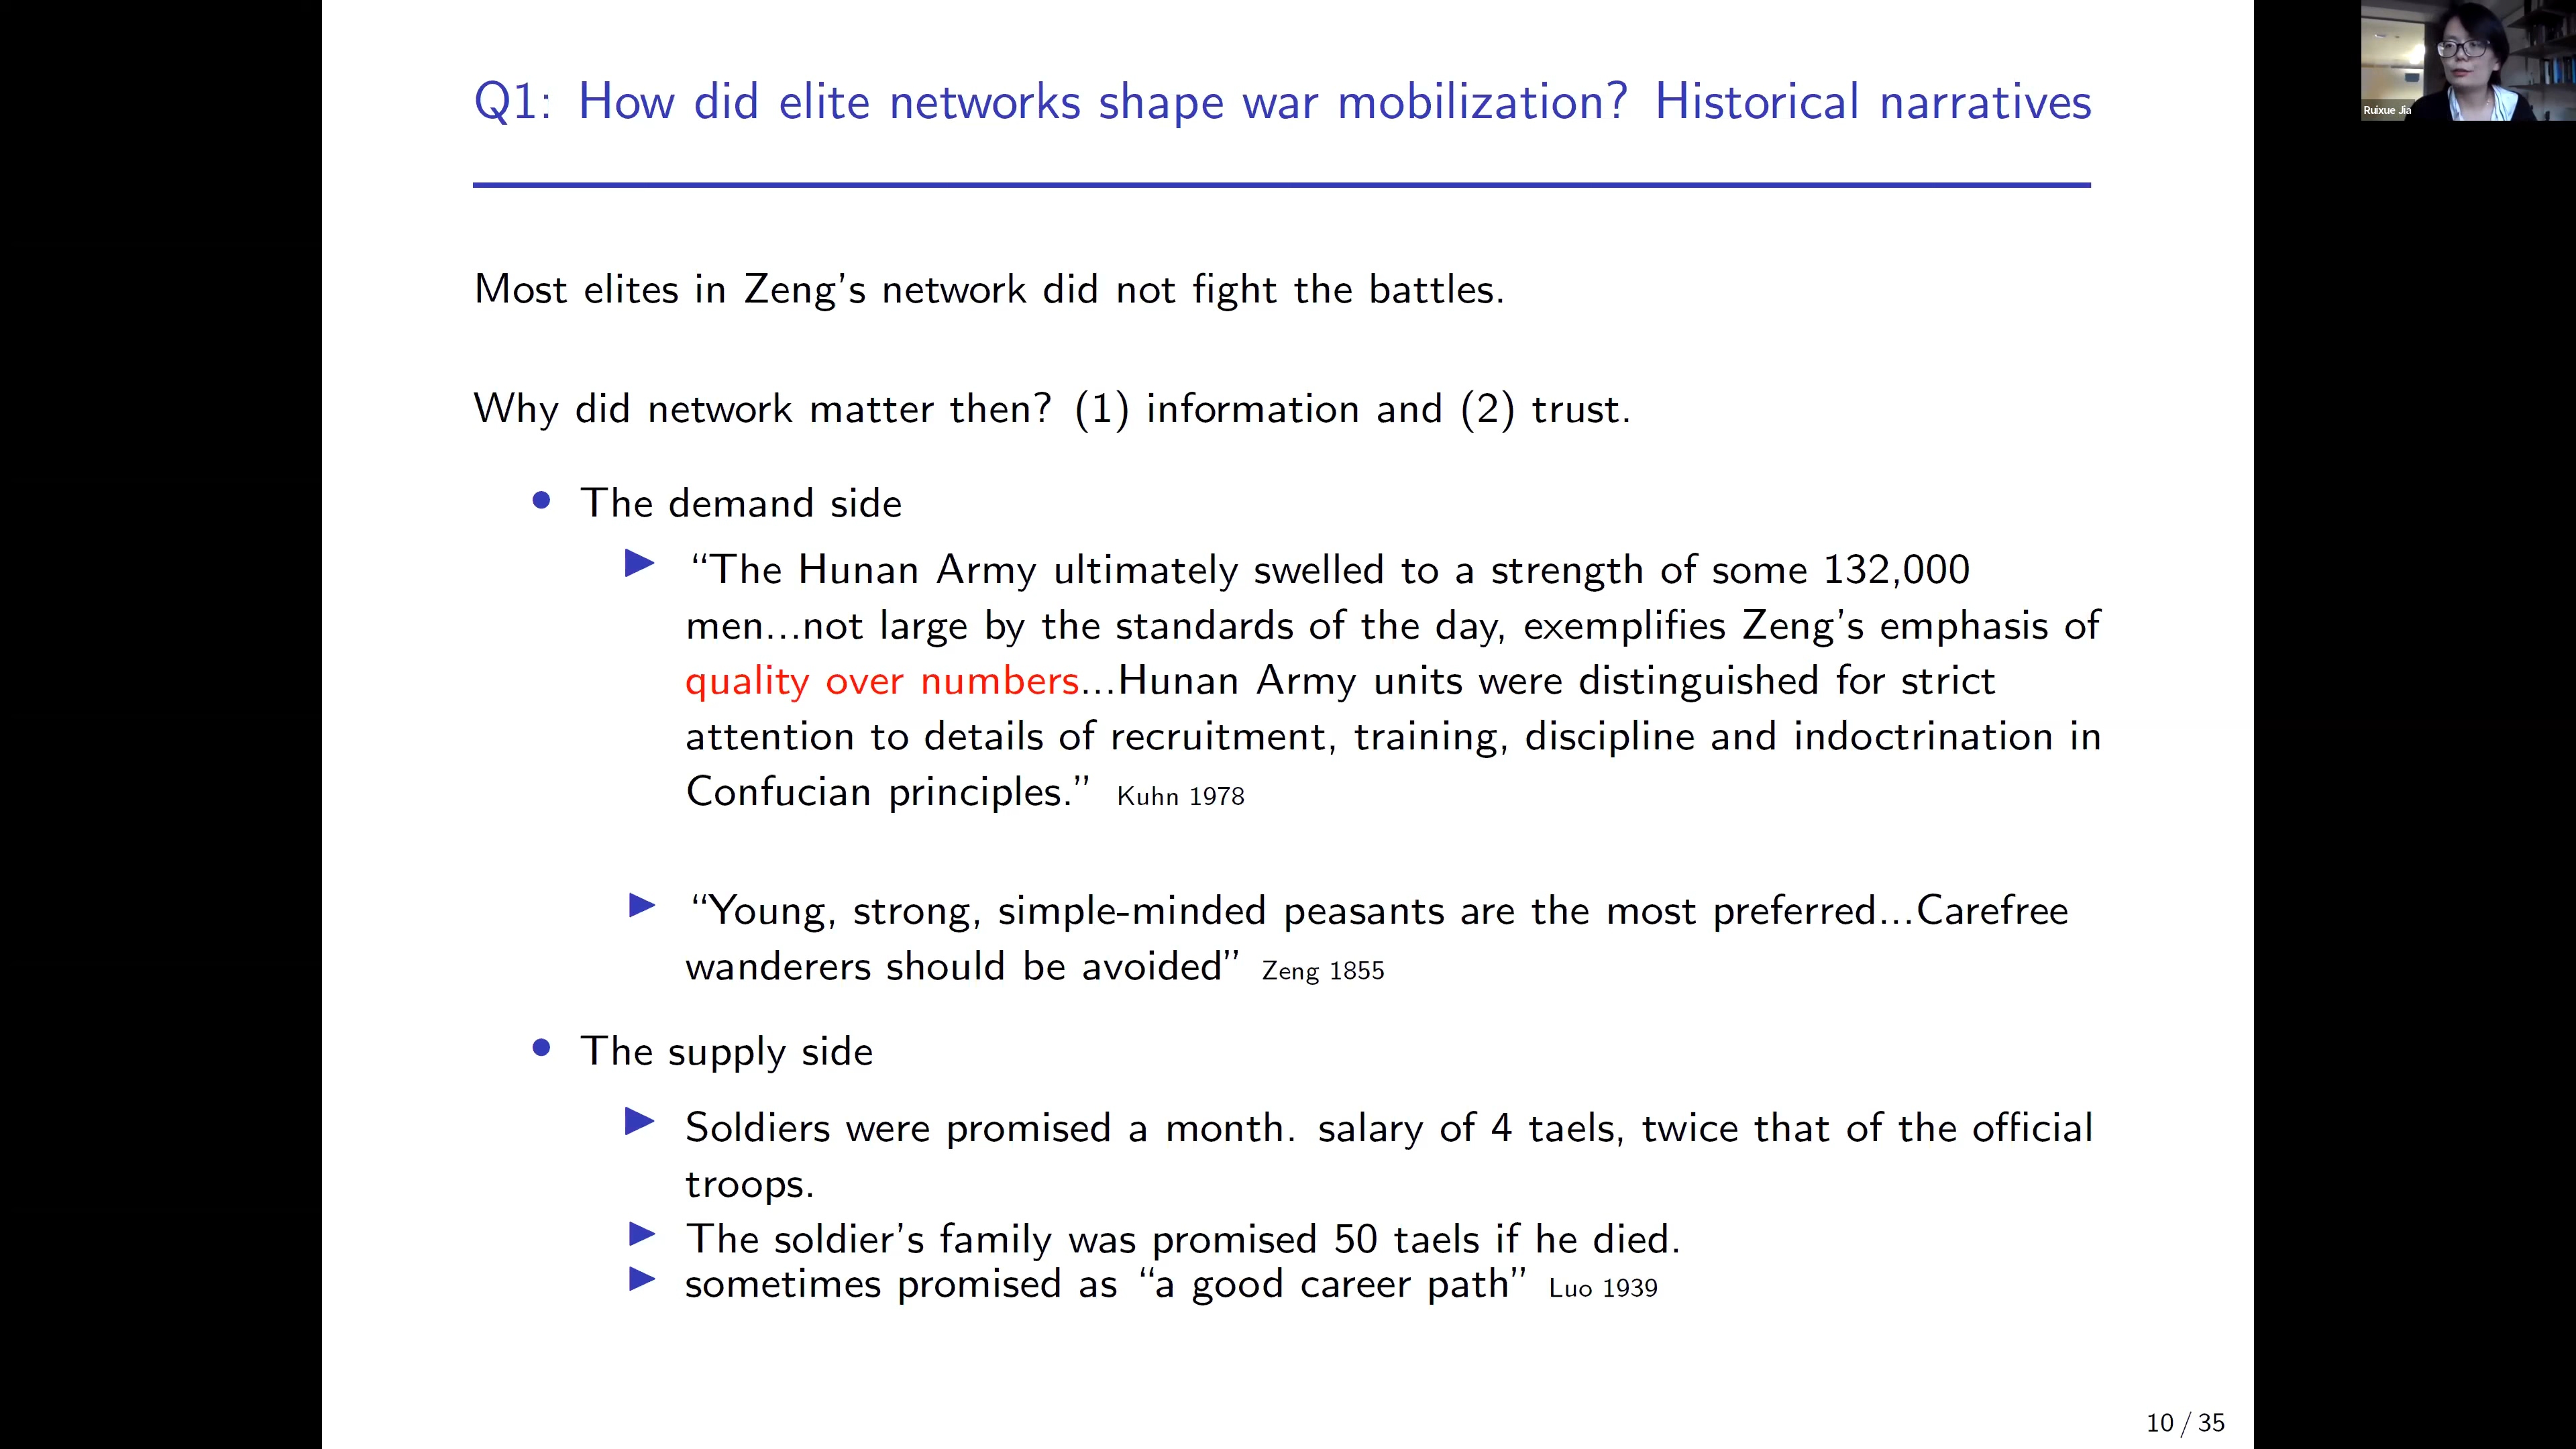 Q1: How did elite networks shape war mobilization? Historical narratives
Ruixue Jia
Most elites in Zeng's network did not fight the battles.
Why did network matter then? (1) information and (2) trust.
• The demand side
▶ “The Hunan Army ultimately swelled to a strength of some 132,000
men...not large by the standards of the day, exemplifies Zeng's emphasis of
quality over numbers...Hunan Army units were distinguished for strict
attention to details of recruitment, training, discipline and indoctrination in
Confucian principles.” Kuhn 1978
▶ “Young, strong, simple-minded peasants are the most preferred...Carefree
wanderers should be avoided” Zeng 1855
• The supply side
▶ Soldiers were promised a month. salary of 4 taels, twice that of the official
troops.
▶ The soldier's family was promised 50 taels if he died.
▶ sometimes promised as “a good career path” Luo 1939
10 / 35